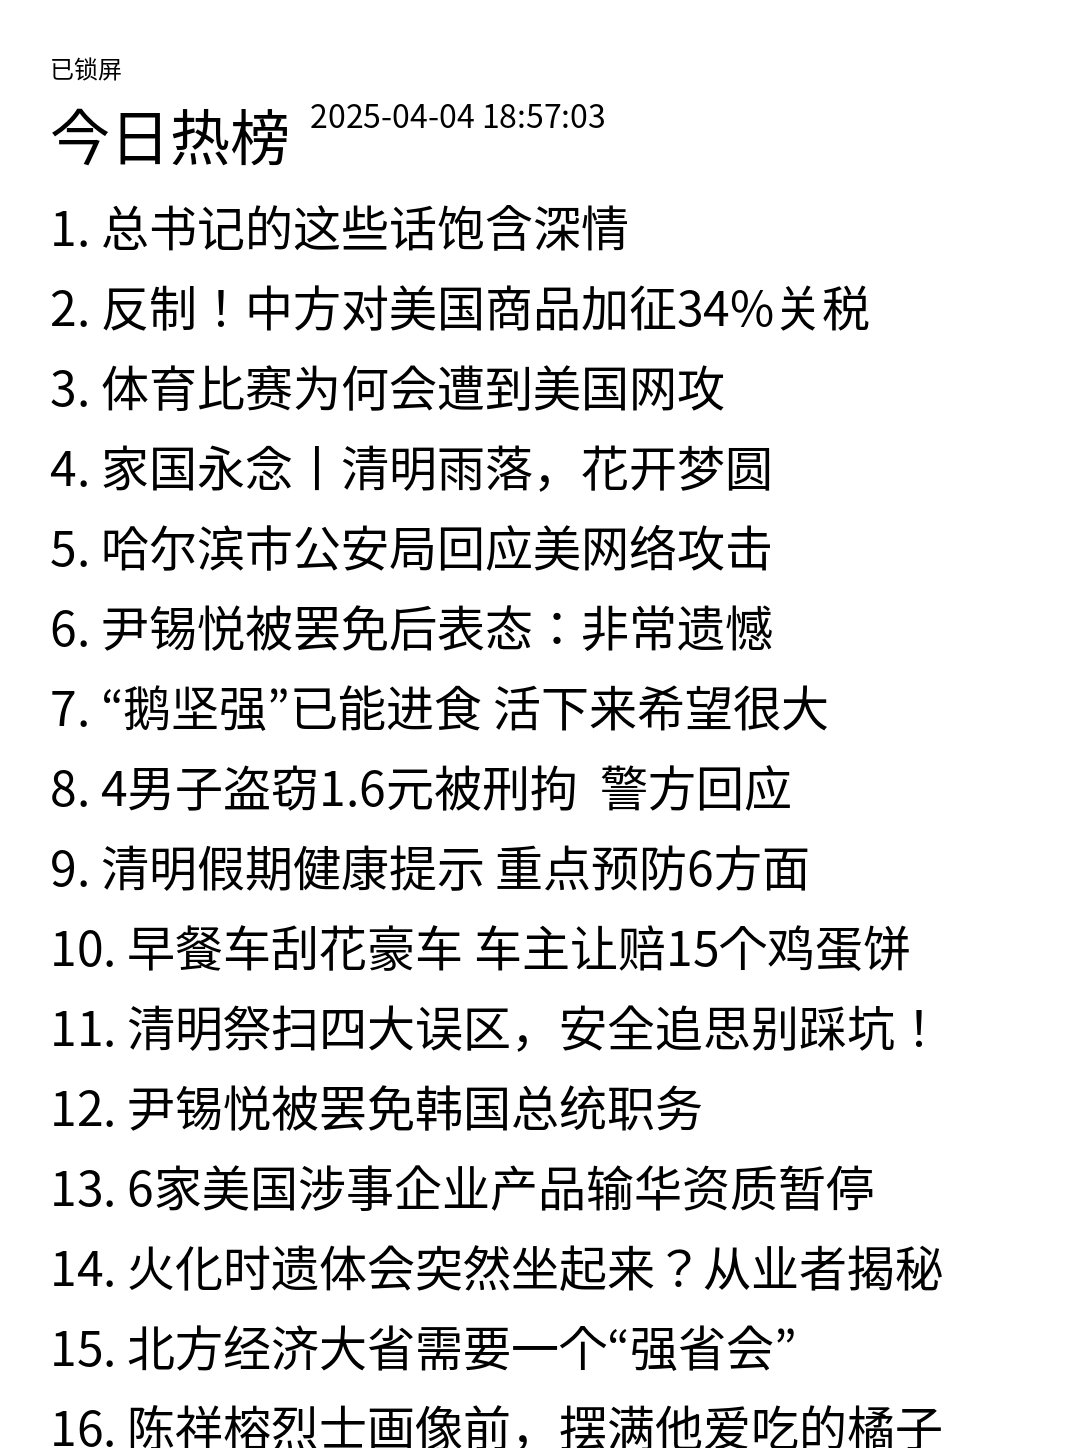 已锁屏
今日热榜 2025-04-04 18:57:03
1. 总书记的这些话饱含深情
2. 反制！中方对美国商品加征34%关税
3. 体育比赛为何会遭到美国网攻
4. 家国永念丨清明雨落，花开梦圆
5. 哈尔滨市公安局回应美网络攻击
6. 尹锡悦被罢免后表态：非常遗憾
7. “鹅坚强”已能进食 活下来希望很大
8. 4男子盗窃1.6元被刑拘  警方回应
9. 清明假期健康提示 重点预防6方面
10. 早餐车刮花豪车 车主让赔15个鸡蛋饼
11. 清明祭扫四大误区，安全追思别踩坑！
12. 尹锡悦被罢免韩国总统职务
13. 6家美国涉事企业产品输华资质暂停
14. 火化时遗体会突然坐起来？从业者揭秘
15. 北方经济大省需要一个“强省会”
16. 陈祥榕烈士画像前，摆满他爱吃的橘子